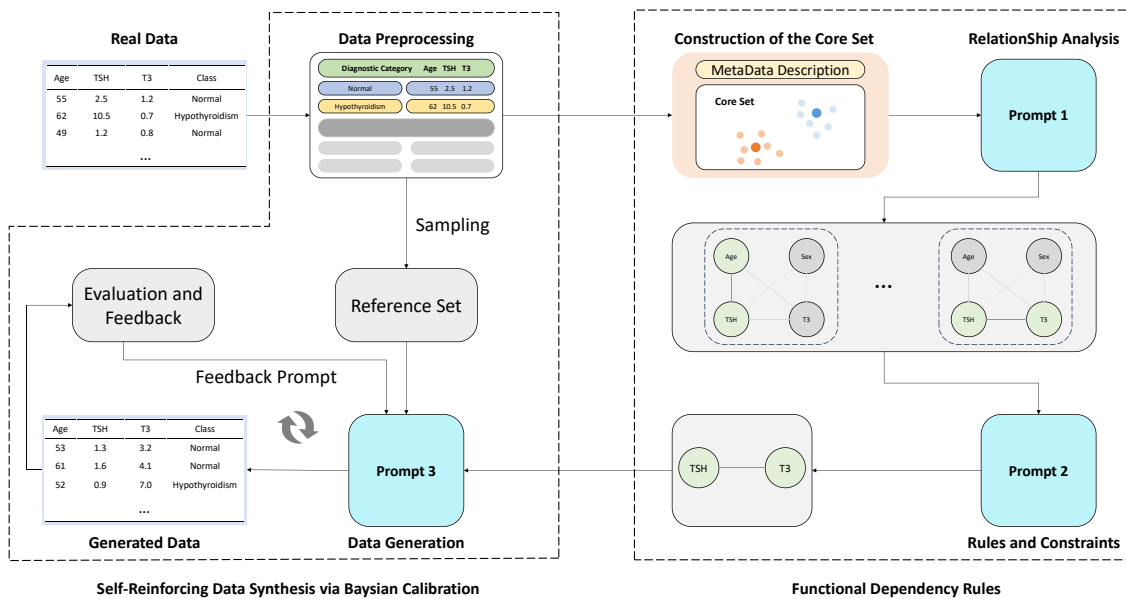 Real Data
Age TSH T3 Class
55 2.5 1.2 Normal
62 10.5 0.7 Hypothyroidism
49 1.2 0.8 Normal
...
Data Preprocessing
Diagnostic Category Age TSH T3
Normal 55 2.5 1.2
Hypothyroidism 62 10.5 0.7
Construction of the Core Set
MetaData Description
Core Set
RelationShip Analysis
Prompt 1
Sampling
Age Sex
TSH T3
...
Age Sex
TSH T3
Evaluation and
Feedback
Reference Set
Feedback Prompt
Age TSH T3 Class
53 1.3 3.2 Normal
61 1.6 4.1 Normal
52 0.9 7.0 Hypothyroidism
...
Generated Data
Prompt 3
Data Generation
TSH T3
Prompt 2
Rules and Constraints
Self-Reinforcing Data Synthesis via Baysian Calibration
Functional Dependency Rules